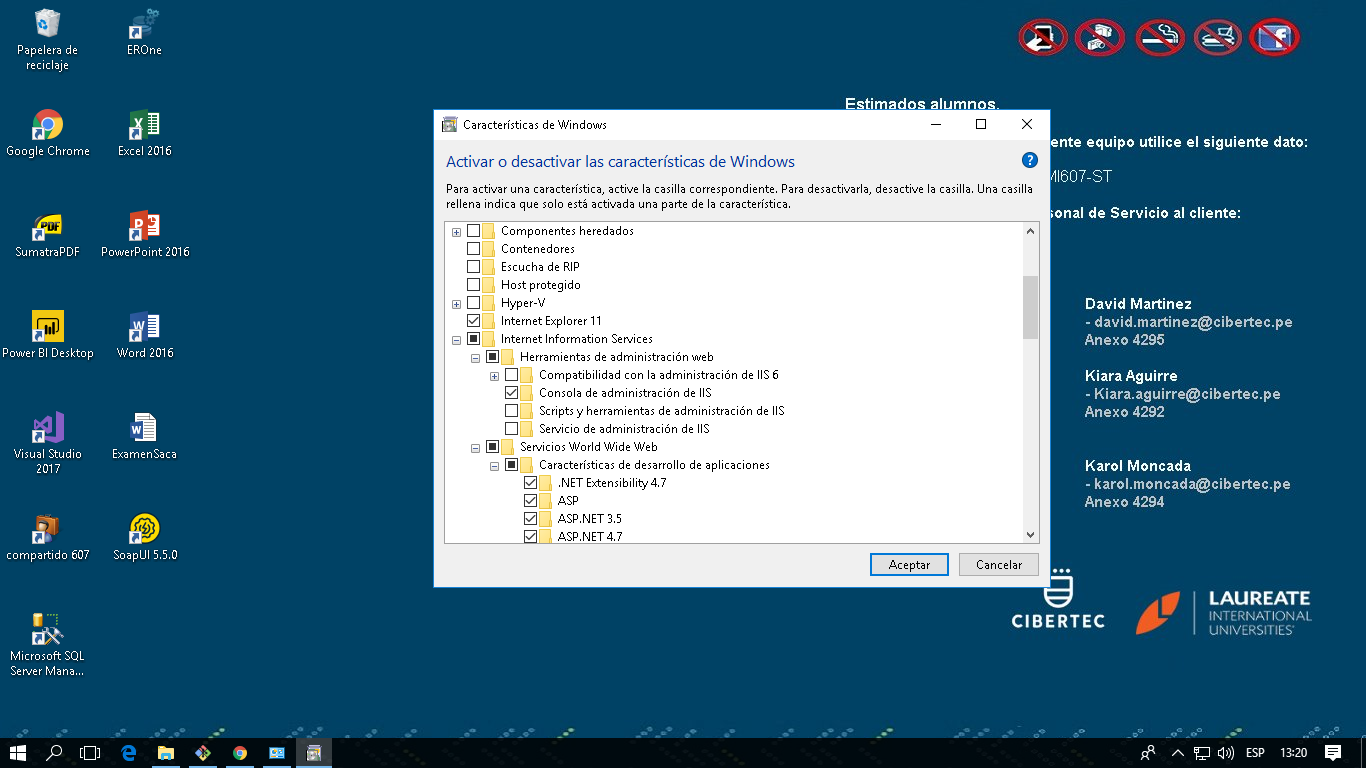 Papelera de
reciclaje
EROne
Google Chrome
Excel 2016
SumatraPDF
PowerPoint 2016
Power BI Desktop
Word 2016
Visual Studio
2017
ExamenSaca
compartido 607
SoapUI 5.5.0
Microsoft SQL
Server Mana...
Estimados alumnos,
ente equipo utilice el siguiente dato:
MI607-ST
sonal de Servicio al cliente:
David Martinez
- david.martinez@cibertec.pe
Anexo 4295
Kiara Aguirre
- Kiara.aguirre@cibertec.pe
Anexo 4292
Karol Moncada
- karol.moncada@cibertec.pe
Anexo 4294
CIBERTEC
LAUREATE
INTERNATIONAL
UNIVERSITIES
Características de Windows
Activar o desactivar las características de Windows
Para activar una característica, active la casilla correspondiente. Para desactivarla, desactive la casilla. Una casilla
rellena indica que solo está activada una parte de la característica.
Componentes heredados
Contenedores
Escucha de RIP
Host protegido
Hyper-V
Internet Explorer 11
Internet Information Services
Herramientas de administración web
Compatibilidad con la administración de IIS 6
Consola de administración de IIS
Scripts y herramientas de administración de IIS
Servicio de administración de IIS
Servicios World Wide Web
Características de desarrollo de aplicaciones
.NET Extensibility 4.7
ASP
ASP.NET 3.5
ASP.NET 4.7
Aceptar
Cancelar
ESP
13:20